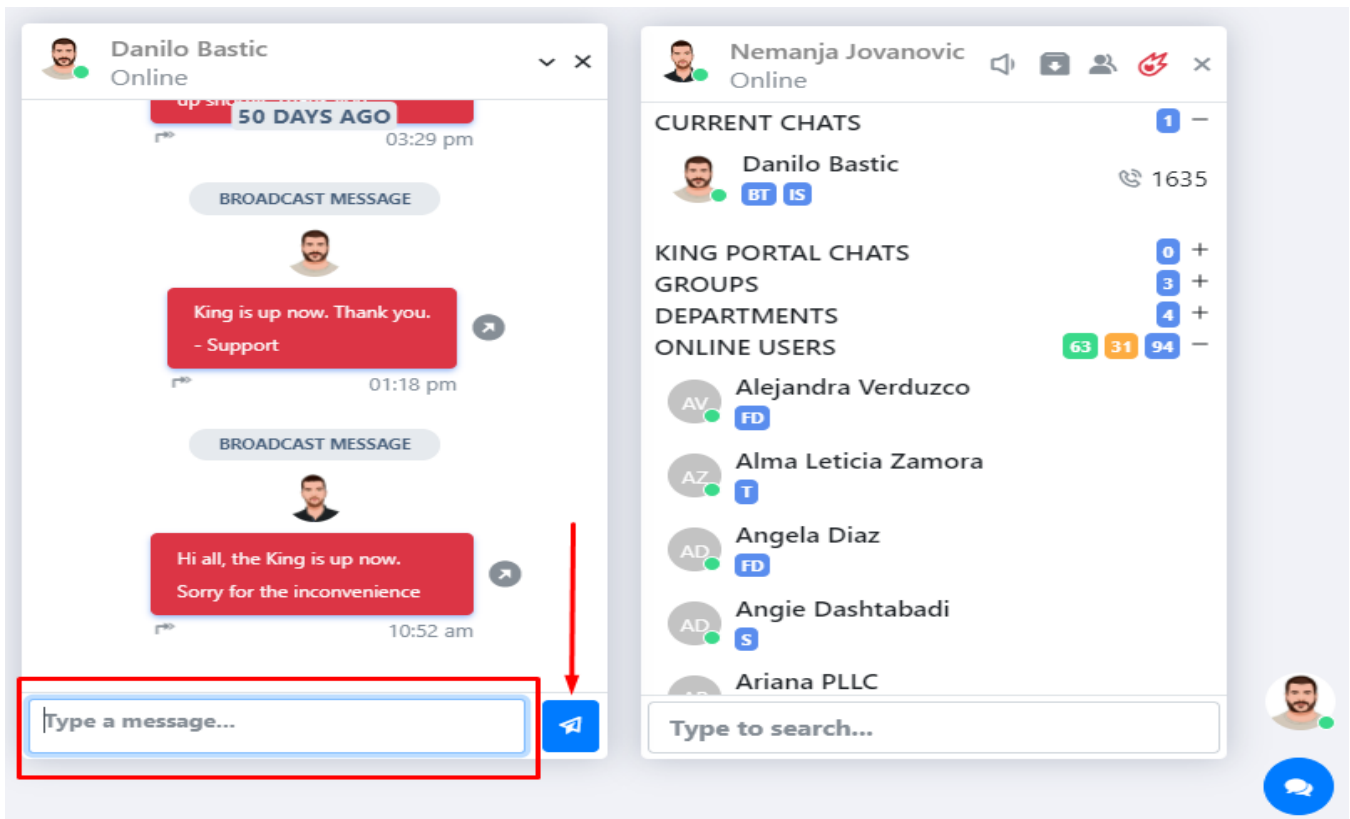 Danilo Bastic
Online
50 DAYS AGO
03:29 pm
BROADCAST MESSAGE
King is up now. Thank you.
- Support
01:18 pm
BROADCAST MESSAGE
Hi all, the King is up now.
Sorry for the inconvenience
10:52 am
Type a message...
Nemanja Jovanovic
Online
CURRENT CHATS 1
Danilo Bastic
BT IS
1635
KING PORTAL CHATS 0
GROUPS 3
DEPARTMENTS 4
ONLINE USERS 63 31 94
AV
Alejandra Verduzco
FD
AZ
Alma Leticia Zamora
T
AD
Angela Diaz
FD
AD
Angie Dashtabadi
S
Ariana PLLC
Type to search...